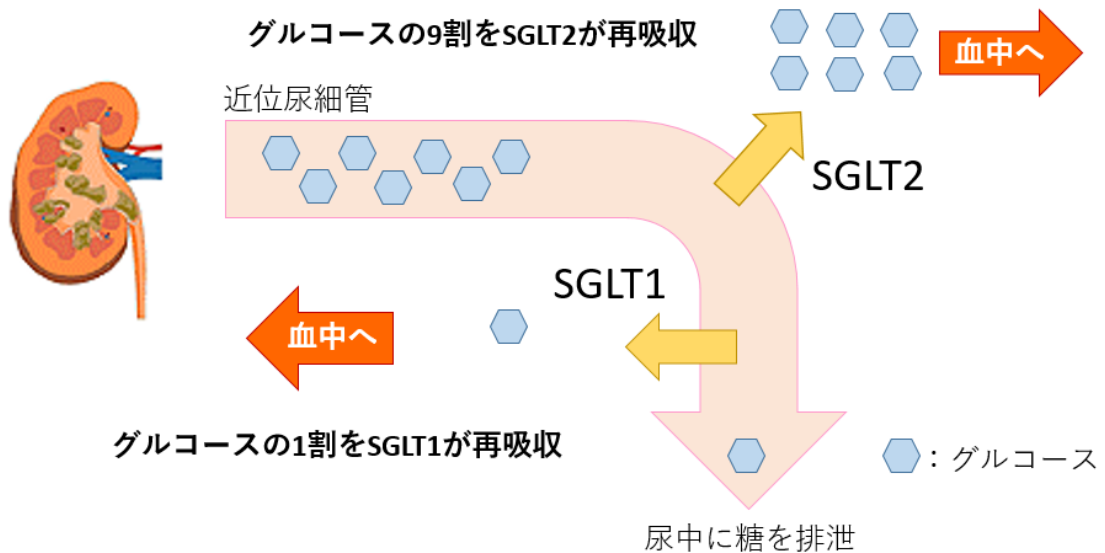 グルコースの9割をSGLT2が再吸収
血中へ
近位尿細管
SGLT2
SGLT1
血中へ
グルコースの1割をSGLT1が再吸収
：グルコース
尿中に糖を排泄